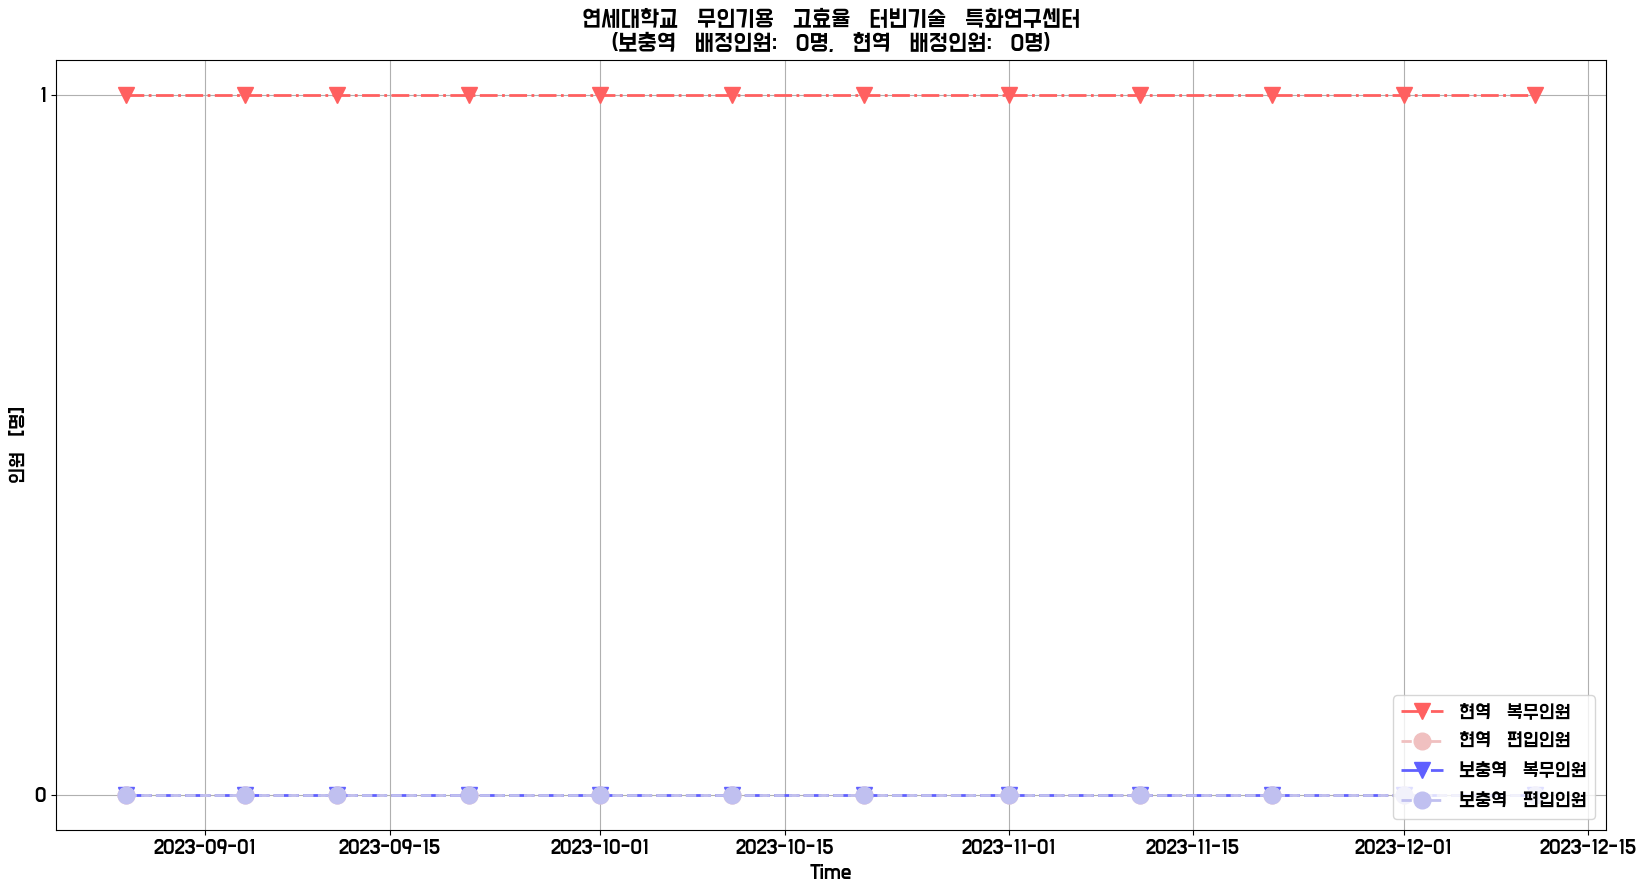 연세대학교 무인기용 고효율 터빈기술 특화연구센터
(보충역 배정인원: 0명, 현역 배정인원: 0명)
1
인원 [명]
0
현역 복무인원
현역 편입인원
보충역 복무인원
보충역 편입인원
2023-09-01 2023-09-15 2023-10-01 2023-10-15 2023-11-01 2023-11-15 2023-12-01 2023-12-15
Time